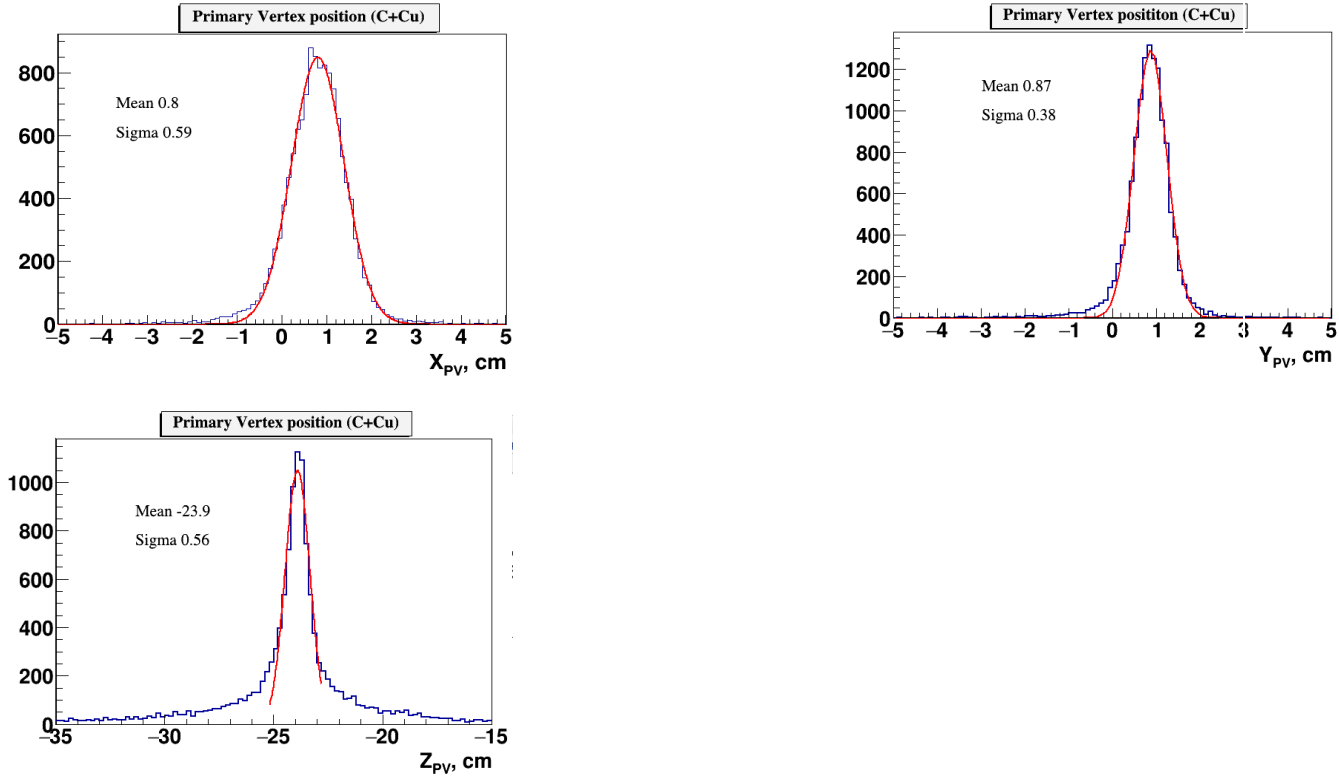 Primary Vertex position (C+Cu)
Mean 0.8
Sigma 0.59
800
600
400
200
0
−5 −4 −3 −2 −1 0 1 2 3 4 5
X_PV, cm
Primary Vertex posititon (C+Cu)
Mean 0.87
Sigma 0.38
1200
1000
800
600
400
200
0
−5 −4 −3 −2 −1 0 1 2 3 4 5
Y_PV, cm
Primary Vertex position (C+Cu)
Mean -23.9
Sigma 0.56
1000
800
600
400
200
0
−35 −30 −25 −20 −15
Z_PV, cm